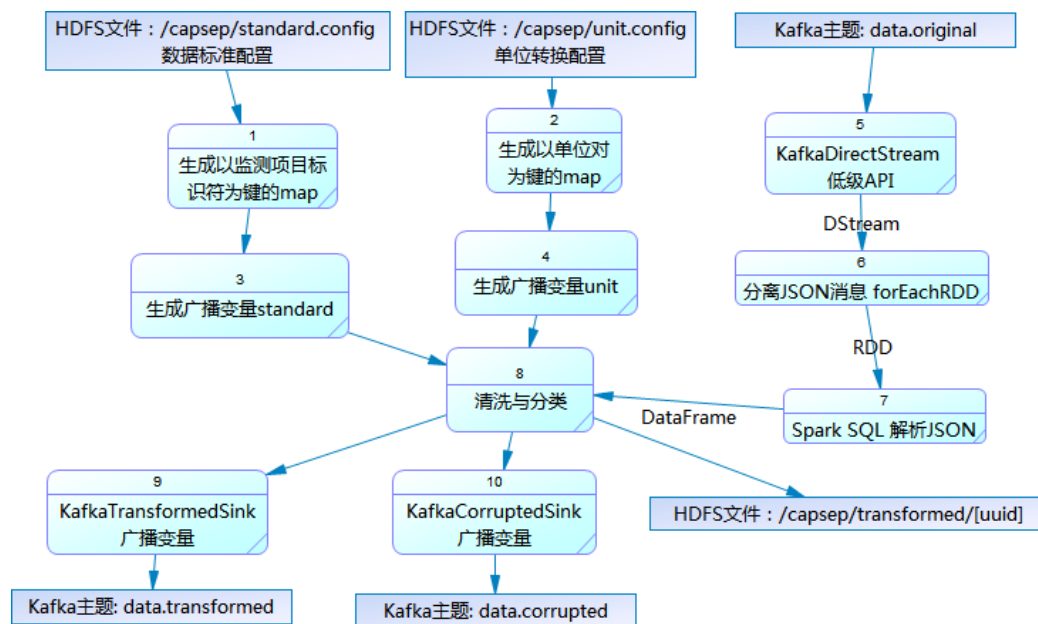 HDFS文件：/capsep/standard.config
数据标准配置
HDFS文件：/capsep/unit.config
单位转换配置
Kafka主题: data.original
1
生成以监测项目标
识符为键的map
2
生成以单位对
为键的map
5
KafkaDirectStream
低级API
DStream
3
生成广播变量standard
4
生成广播变量unit
6
分离JSON消息 forEachRDD
RDD
8
清洗与分类
7
Spark SQL 解析JSON
DataFrame
9
KafkaTransformedSink
广播变量
10
KafkaCorruptedSink
广播变量
HDFS文件：/capsep/transformed/[uuid]
Kafka主题: data.transformed
Kafka主题: data.corrupted